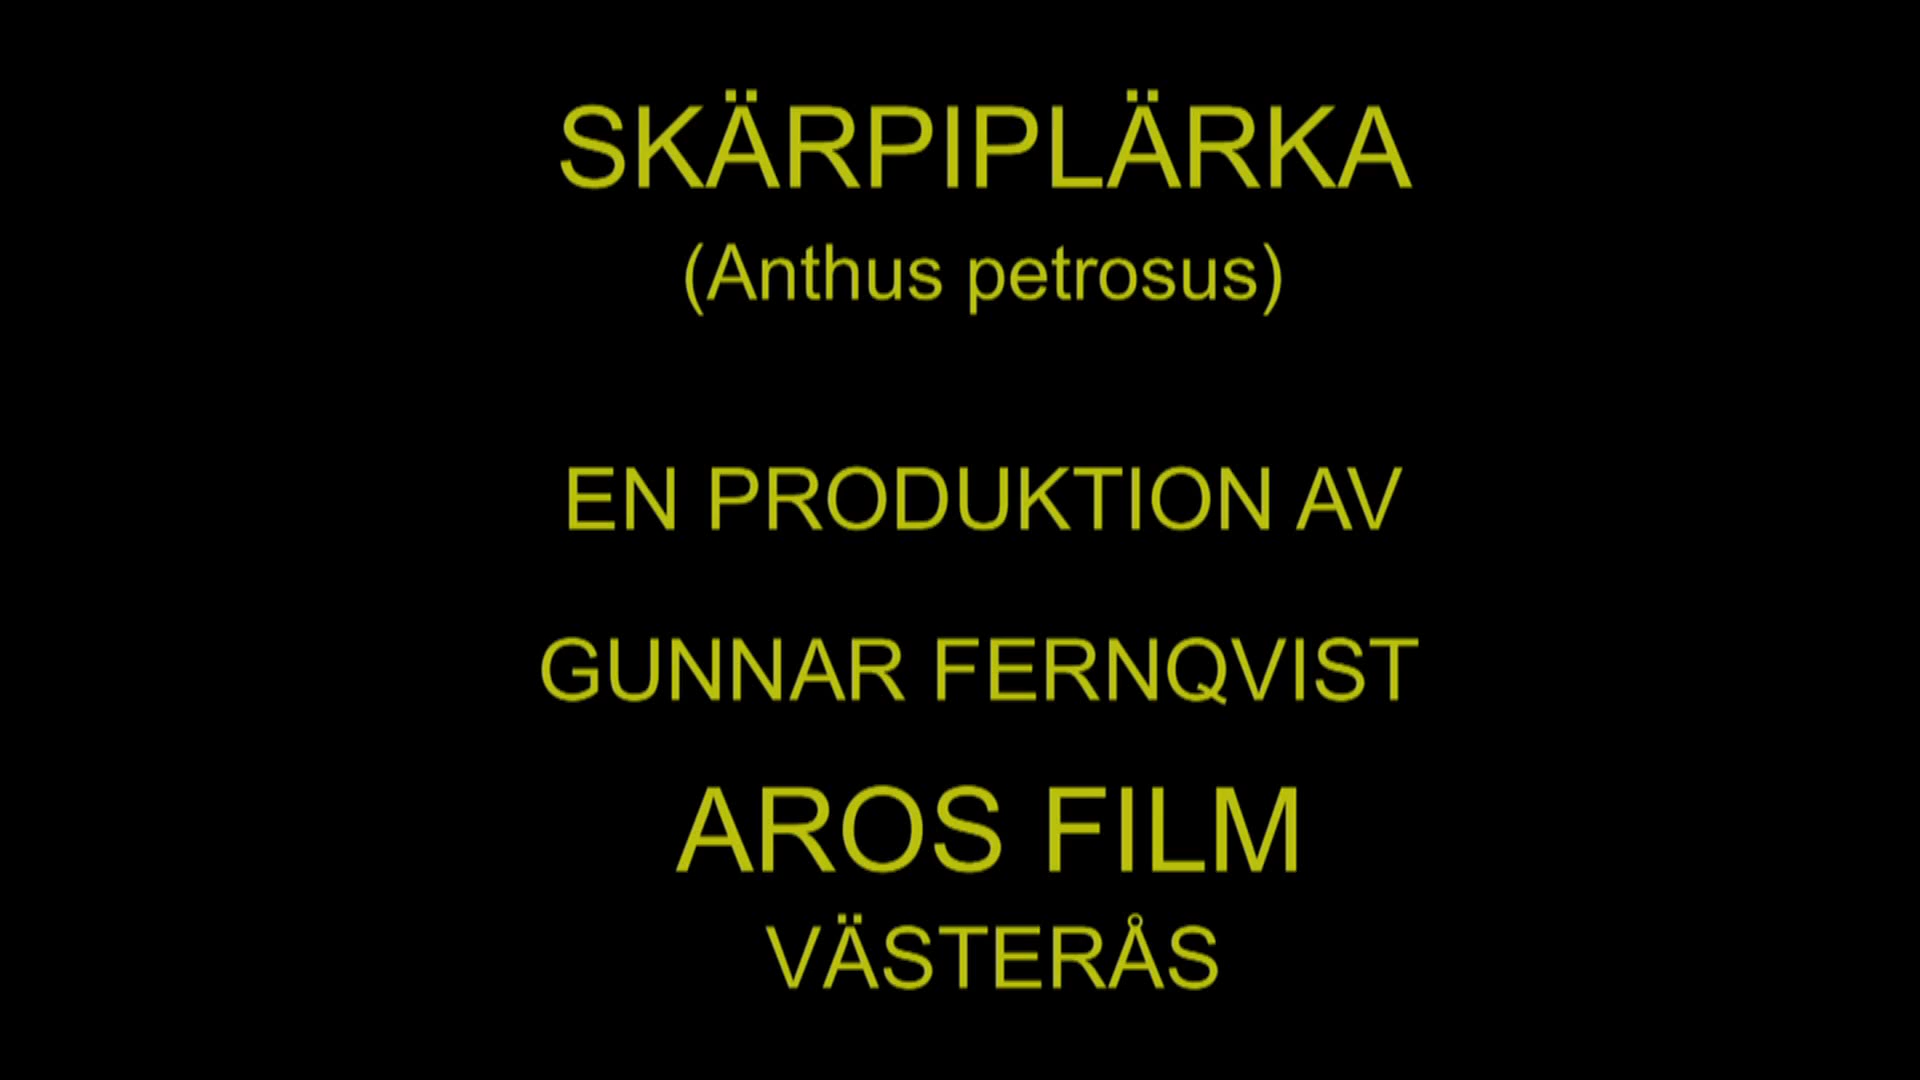 SKÄRPIPLÄRKA
(Anthus petrosus)
EN PRODUKTION AV
GUNNAR FERNQVIST
AROS FILM
VÄSTERÅS